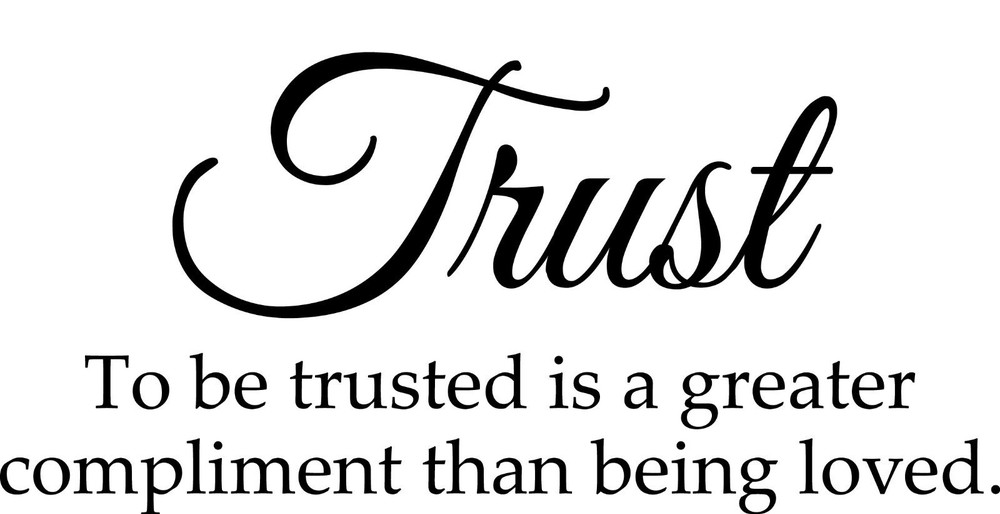 Trust
To be trusted is a greater
compliment than being loved.